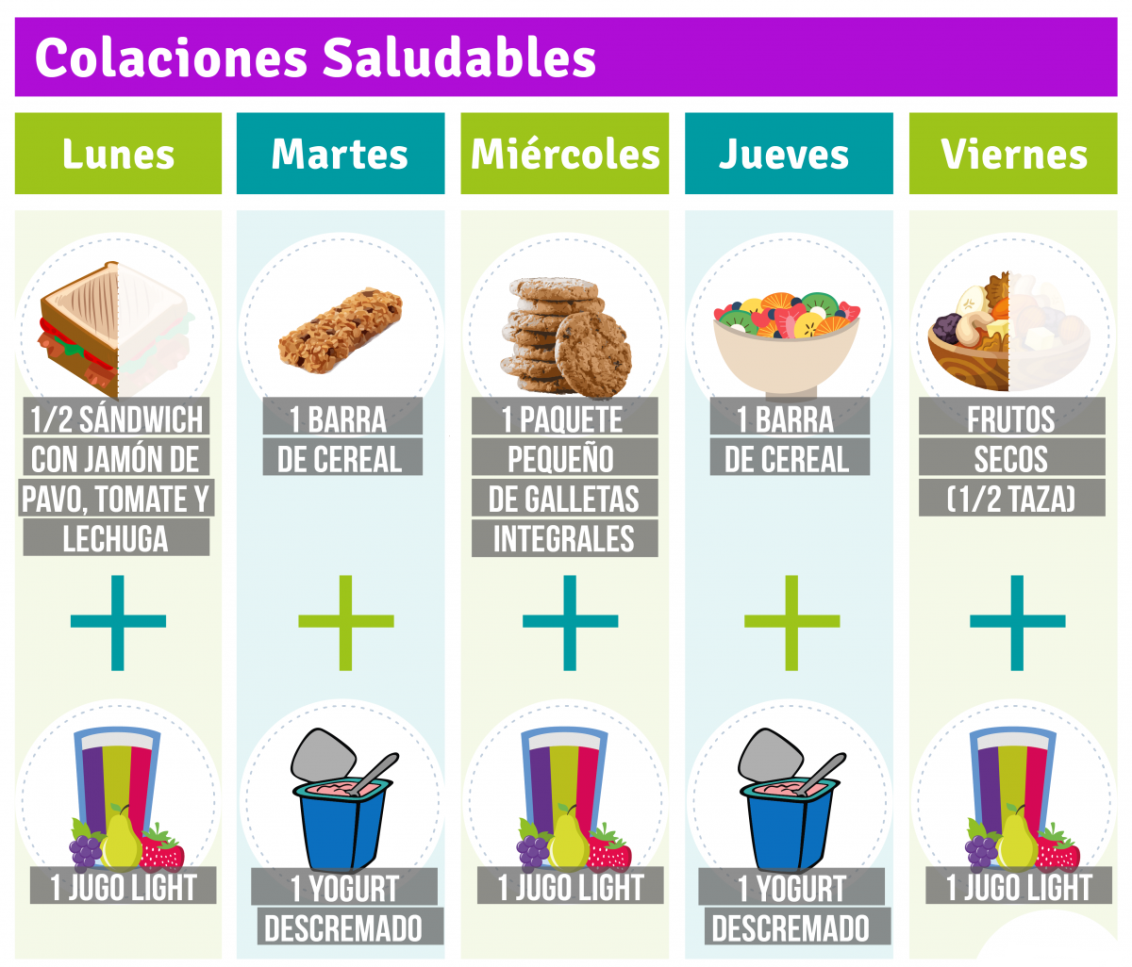 Colaciones Saludables
Lunes
Martes
Miércoles
Jueves
Viernes
1/2 SÁNDWICH
CON JAMÓN DE
PAVO, TOMATE Y
LECHUGA
1 BARRA
DE CEREAL
1 PAQUETE
PEQUEÑO
DE GALLETAS
INTEGRALES
1 BARRA
DE CEREAL
FRUTOS
SECOS
(1/2 TAZA)
1 JUGO LIGHT
1 YOGURT
DESCREMADO
1 JUGO LIGHT
1 YOGURT
DESCREMADO
1 JUGO LIGHT